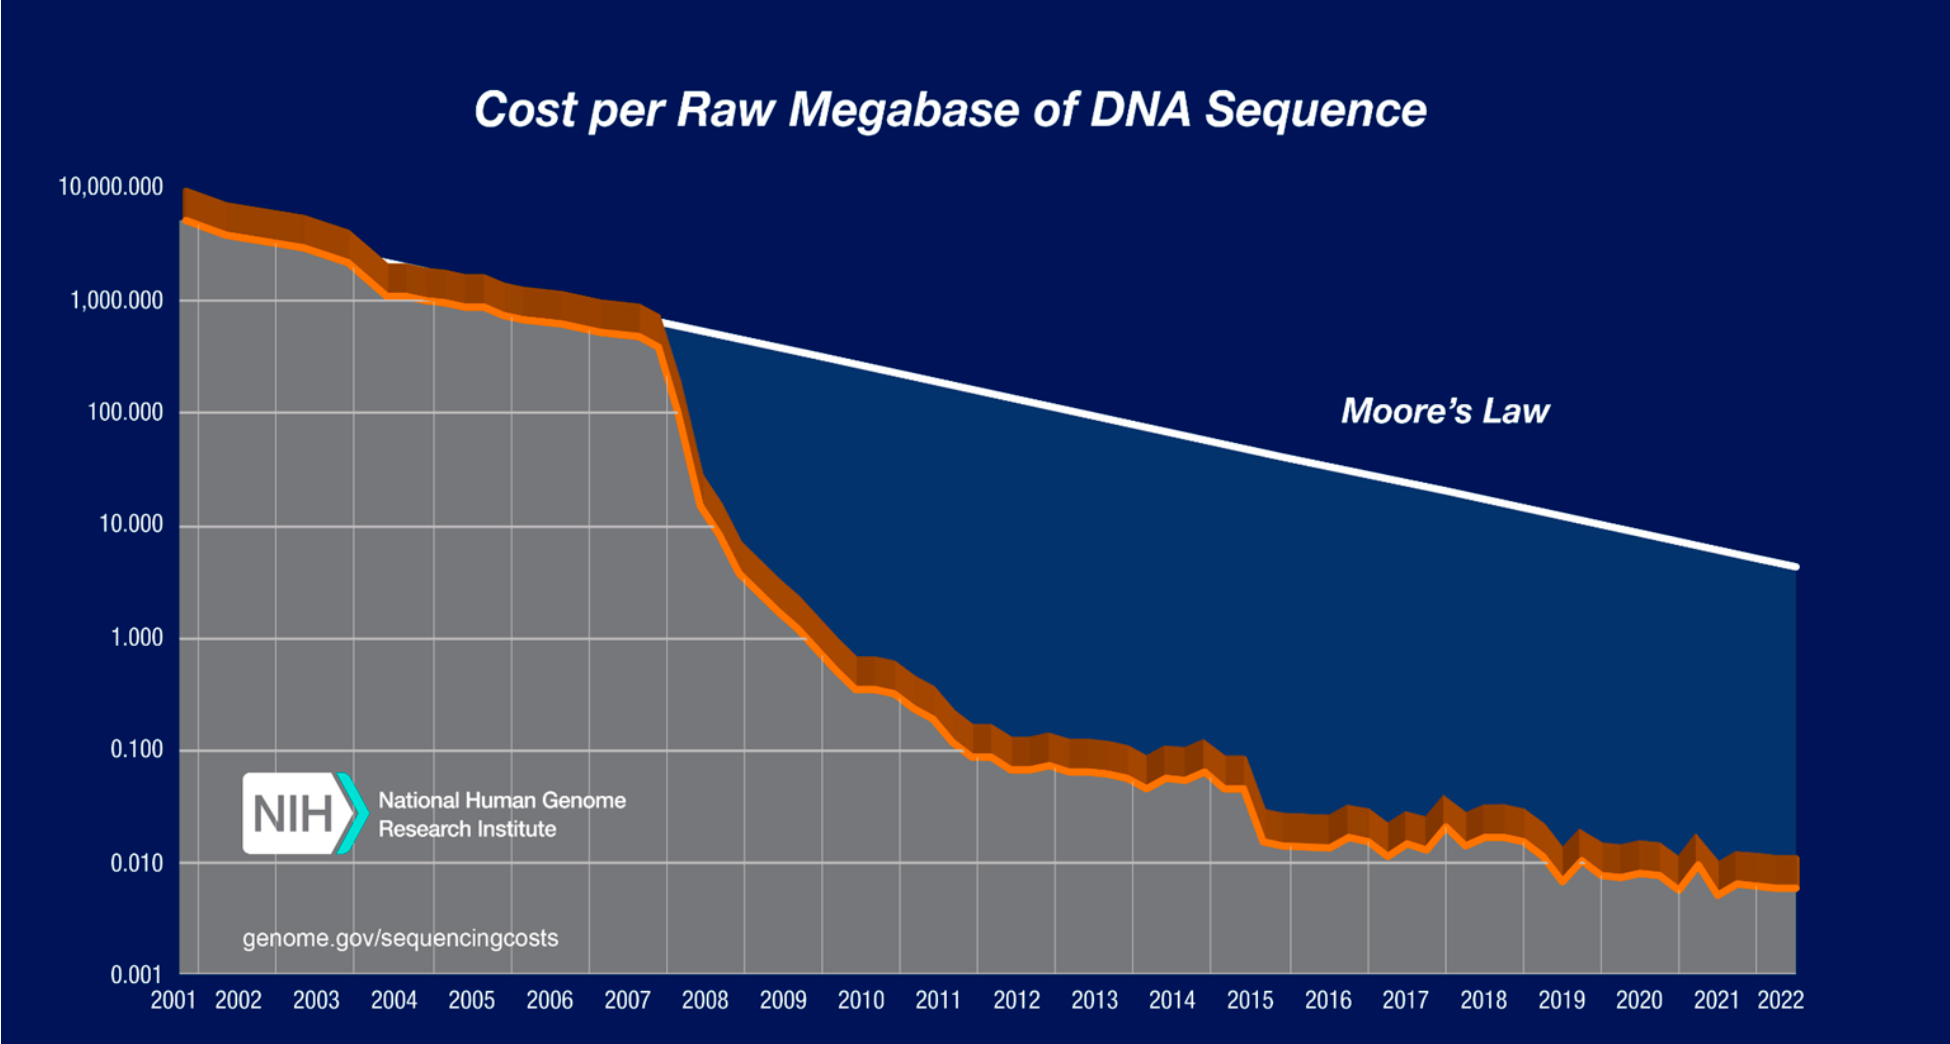 Cost per Raw Megabase of DNA Sequence
10,000.000
1,000.000
100.000
10.000
1.000
0.100
0.010
0.001
Moore's Law
NIH
National Human Genome
Research Institute
genome.gov/sequencingcosts
2001 2002 2003 2004 2005 2006 2007 2008 2009 2010 2011 2012 2013 2014 2015 2016 2017 2018 2019 2020 2021 2022